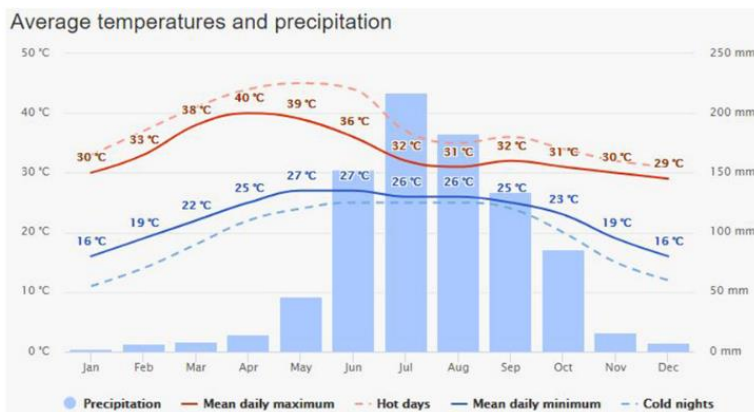 Average temperatures and precipitation
50 °C 250 mm
40 °C 200 mm
30 °C 150 mm
20 °C 100 mm
10 °C 50 mm
0 °C 0 mm
30 °C 33 °C 38 °C 40 °C 39 °C 36 °C 32 °C 31 °C 32 °C 31 °C 30 °C 29 °C
16 °C 19 °C 22 °C 25 °C 27 °C 27 °C 26 °C 26 °C 25 °C 23 °C 19 °C 16 °C
Jan Feb Mar Apr May Jun Jul Aug Sep Oct Nov Dec
Precipitation Mean daily maximum Hot days Mean daily minimum Cold nights